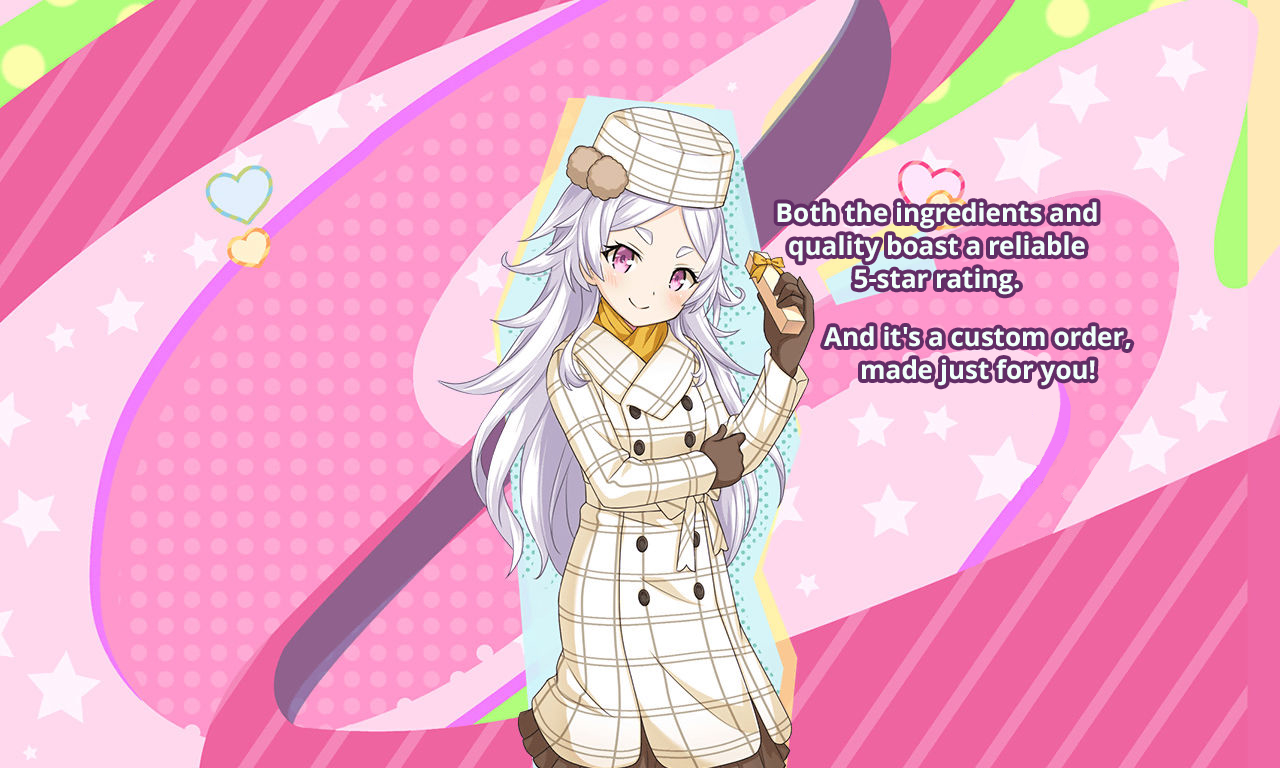 Both the ingredients and
quality boast a reliable
5-star rating.
And it's a custom order,
made just for you!